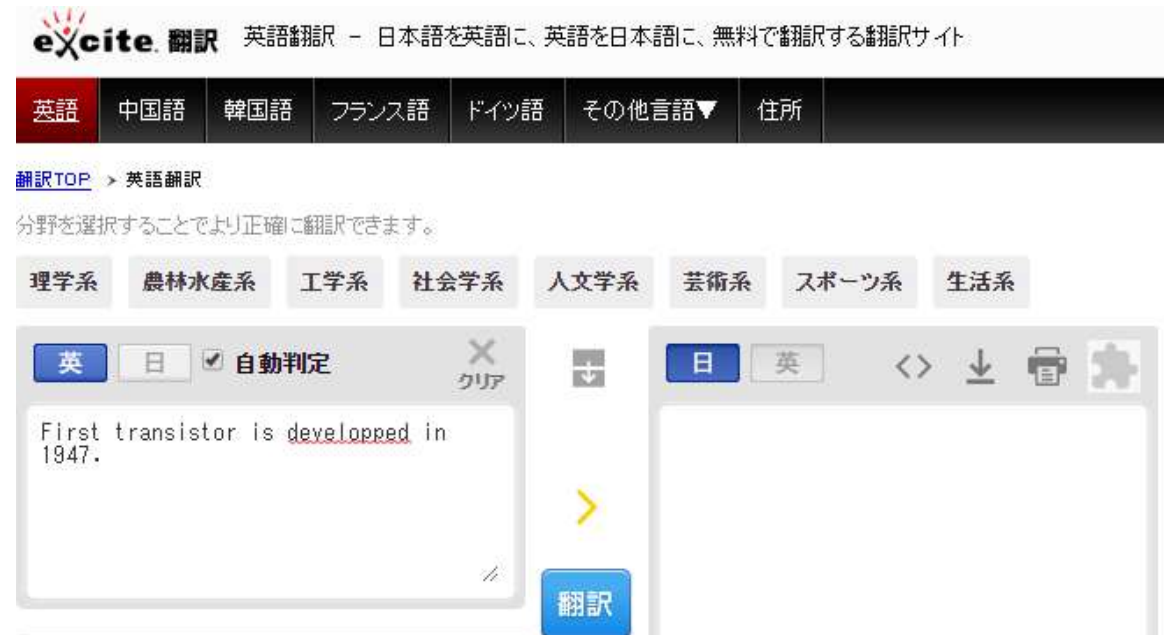 excite. 翻訳 英語翻訳 - 日本語を英語に、英語を日本語に、無料で翻訳する翻訳サイト
英語 中国語 韓国語 フランス語 ドイツ語 その他言語▼ 住所
翻訳TOP > 英語翻訳
分野を選択することでより正確に翻訳できます。
理学系 農林水産系 工学系 社会学系 人文学系 芸術系 スポーツ系 生活系
英 日 自動判定 クリア 日 英
First transistor is developped in
1947.
翻訳